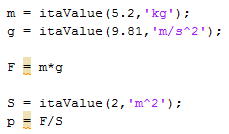 m = itaValue(5.2,'kg');
g = itaValue(9.81,'m/s^2');
F = m*g
S = itaValue(2,'m^2');
p = F/S